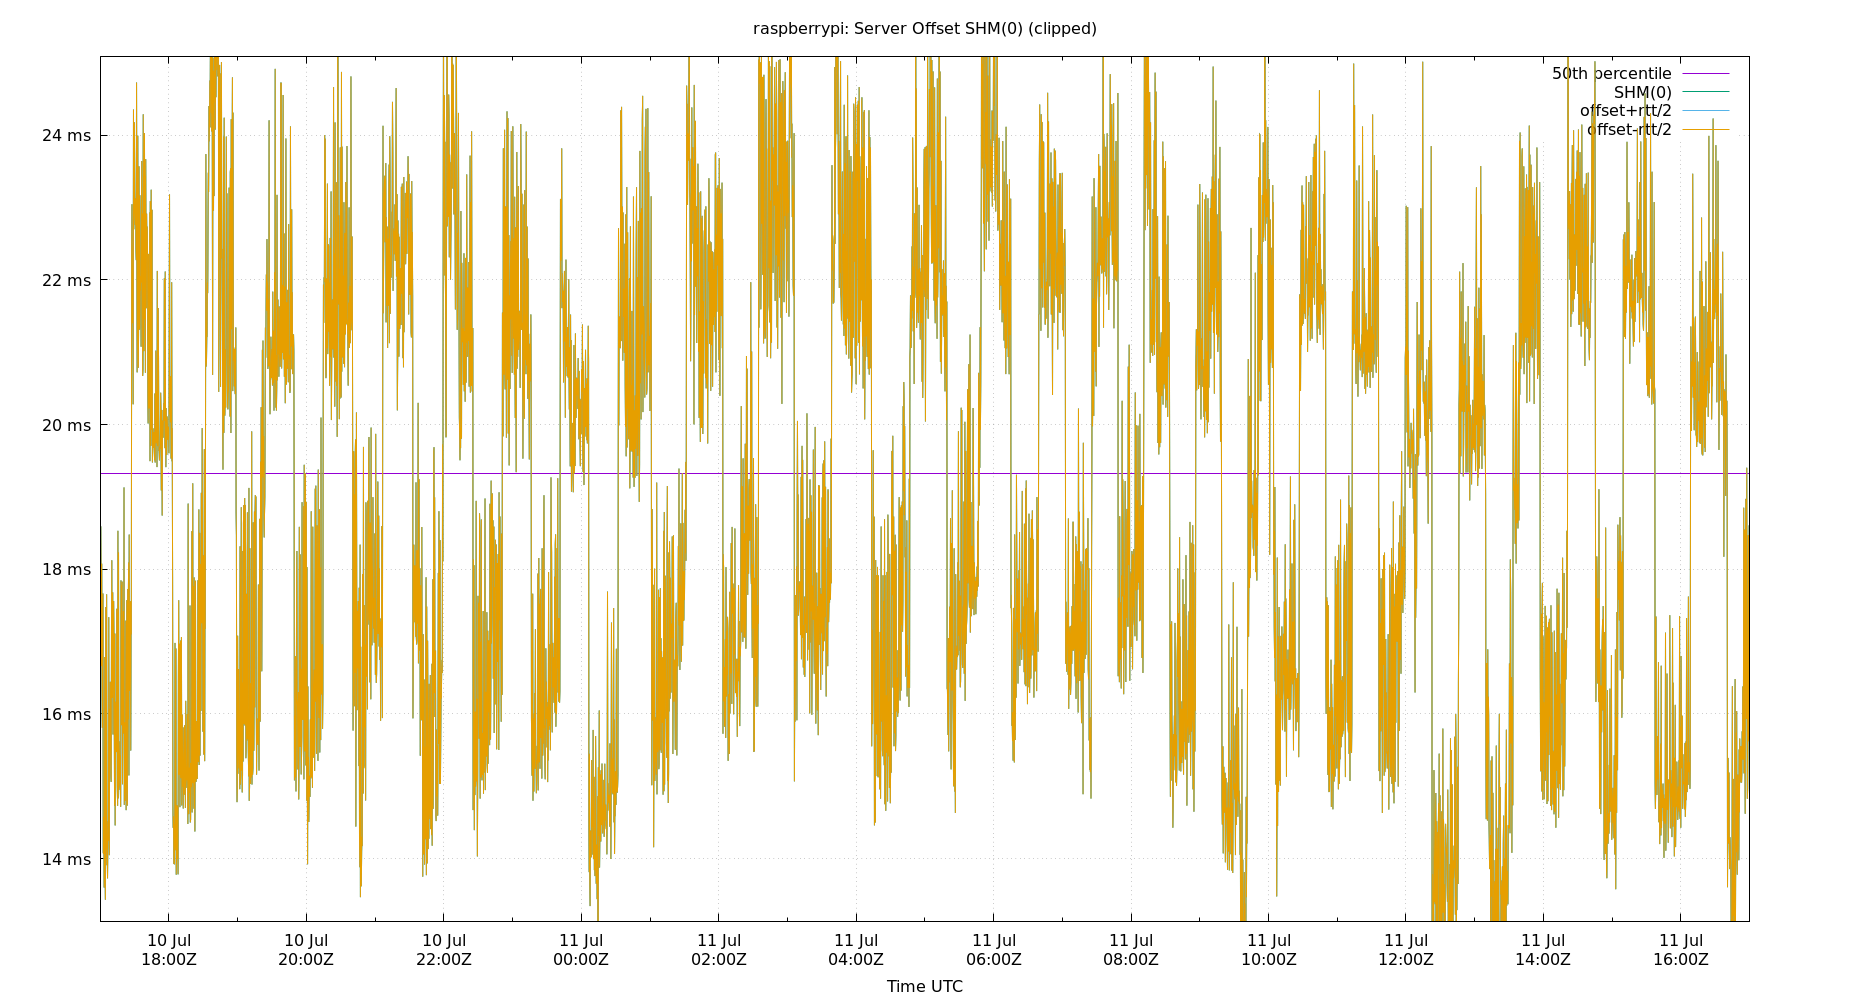 raspberrypi: Server Offset SHM(0) (clipped)
50th percentile
SHM(0)
offset+rtt/2
offset-rtt/2
24 ms
22 ms
20 ms
18 ms
16 ms
14 ms
10 Jul 10 Jul 10 Jul 11 Jul 11 Jul 11 Jul 11 Jul 11 Jul 11 Jul 11 Jul 11 Jul 11 Jul
18:00Z 20:00Z 22:00Z 00:00Z 02:00Z 04:00Z 06:00Z 08:00Z 10:00Z 12:00Z 14:00Z 16:00Z
Time UTC